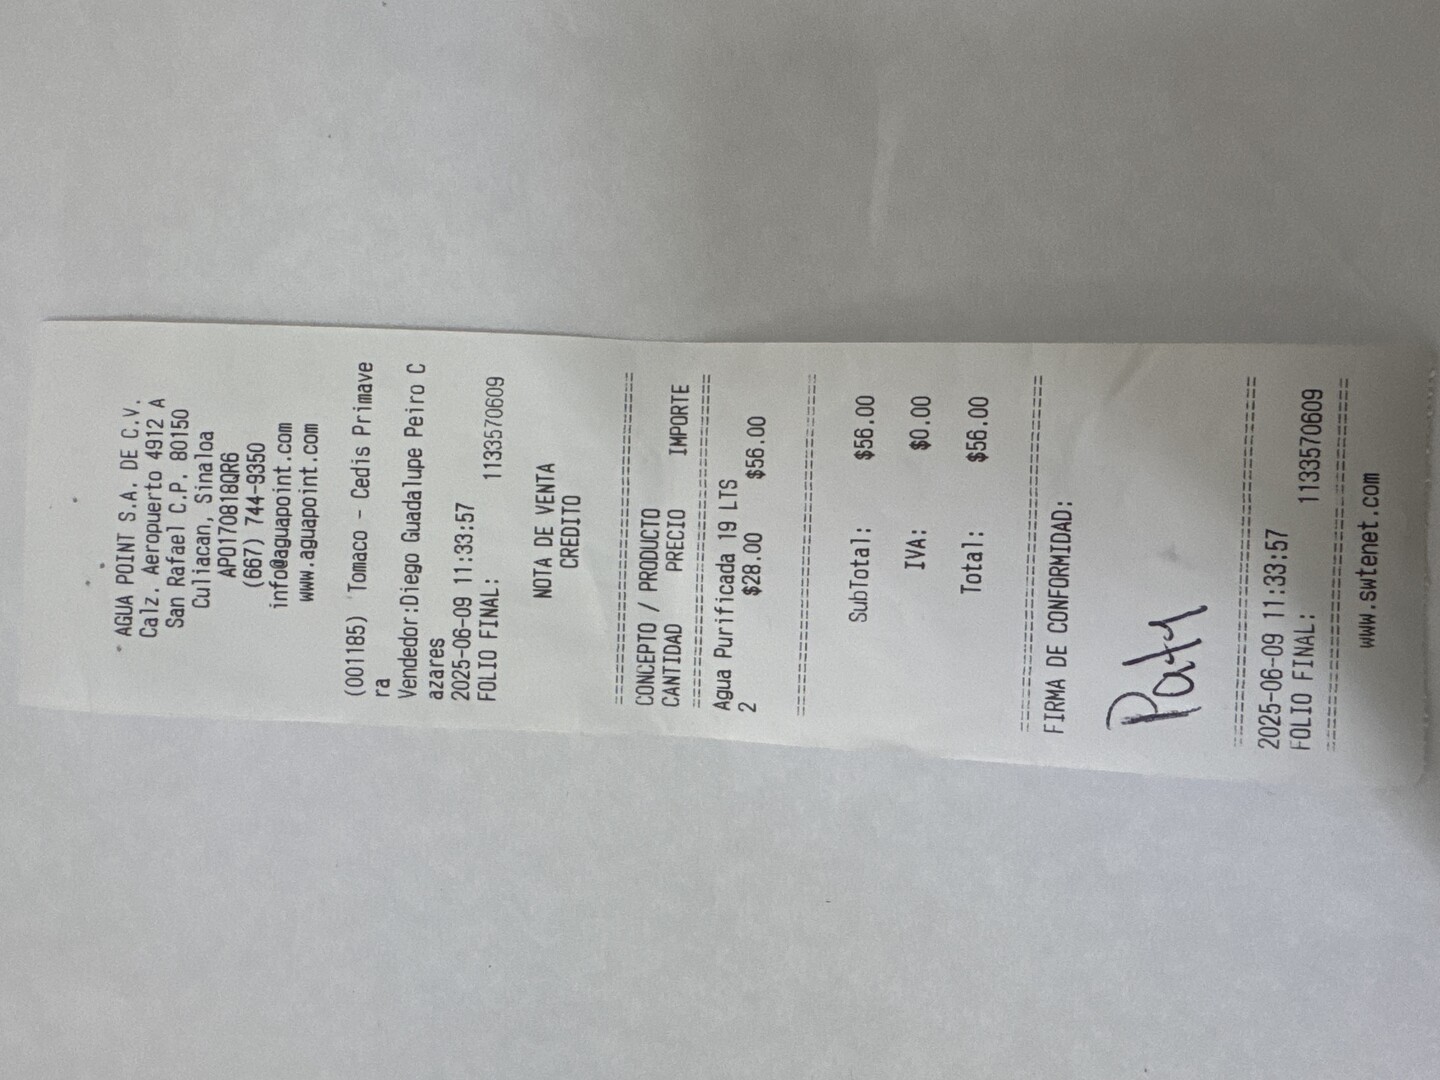 AGUA POINT S.A. DE C.V.
Calz. Aeropuerto 4912 A
San Rafael C.P. 80150
Culiacan, Sinaloa
APO170818QR6
(667) 744-9350
info@aguapoint.com
www.aguapoint.com
(001185) Tomaco - Cedis Primave
ra
Vendedor:Diego Guadalupe Peiro C
azares
2025-06-09 11:33:57
FOLIO FINAL: 1133570609
NOTA DE VENTA
CREDITO
================================
CONCEPTO / PRODUCTO
CANTIDAD PRECIO IMPORTE
================================
Agua Purificada 19 LTS
2 $28.00 $56.00
================================
SubTotal: $56.00
IVA: $0.00
Total: $56.00
================================
FIRMA DE CONFORMIDAD:
Paty
================================
2025-06-09 11:33:57
FOLIO FINAL: 1133570609
================================
www.swtenet.com